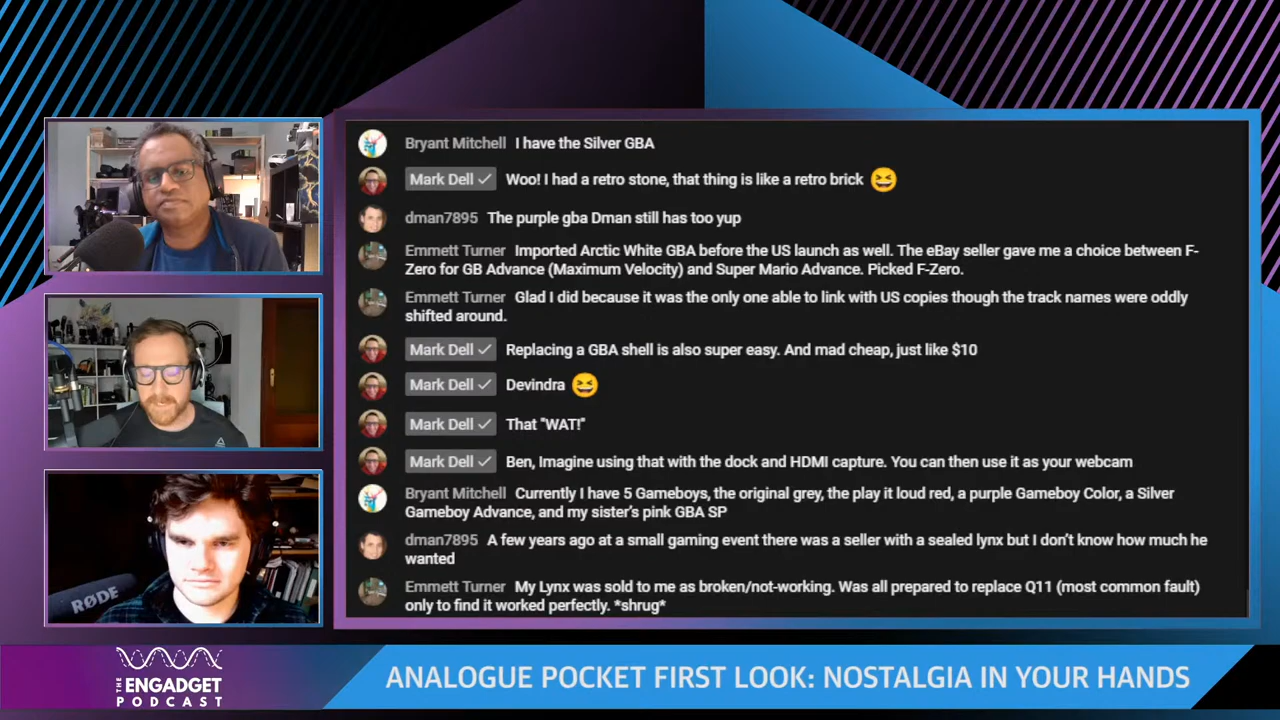 Bryant Mitchell I have the Silver GBA
Mark Dell ✓ Woo! I had a retro stone, that thing is like a retro brick 😆
dman7895 The purple gba Dman still has too yup
Emmett Turner Imported Arctic White GBA before the US launch as well. The eBay seller gave me a choice between F-
Zero for GB Advance (Maximum Velocity) and Super Mario Advance. Picked F-Zero.
Emmett Turner Glad I did because it was the only one able to link with US copies though the track names were oddly
shifted around.
Mark Dell ✓ Replacing a GBA shell is also super easy. And mad cheap, just like $10
Mark Dell ✓ Devindra 😆
Mark Dell ✓ That "WAT!"
Mark Dell ✓ Ben, Imagine using that with the dock and HDMI capture. You can then use it as your webcam
Bryant Mitchell Currently I have 5 Gameboys, the original grey, the play it loud red, a purple Gameboy Color, a Silver
Gameboy Advance, and my sister's pink GBA SP
dman7895 A few years ago at a small gaming event there was a seller with a sealed lynx but I don't know how much he
wanted
Emmett Turner My Lynx was sold to me as broken/not-working. Was all prepared to replace Q11 (most common fault)
only to find it worked perfectly. *shrug*
RØDE
THE ENGADGET
PODCAST
ANALOGUE POCKET FIRST LOOK: NOSTALGIA IN YOUR HANDS